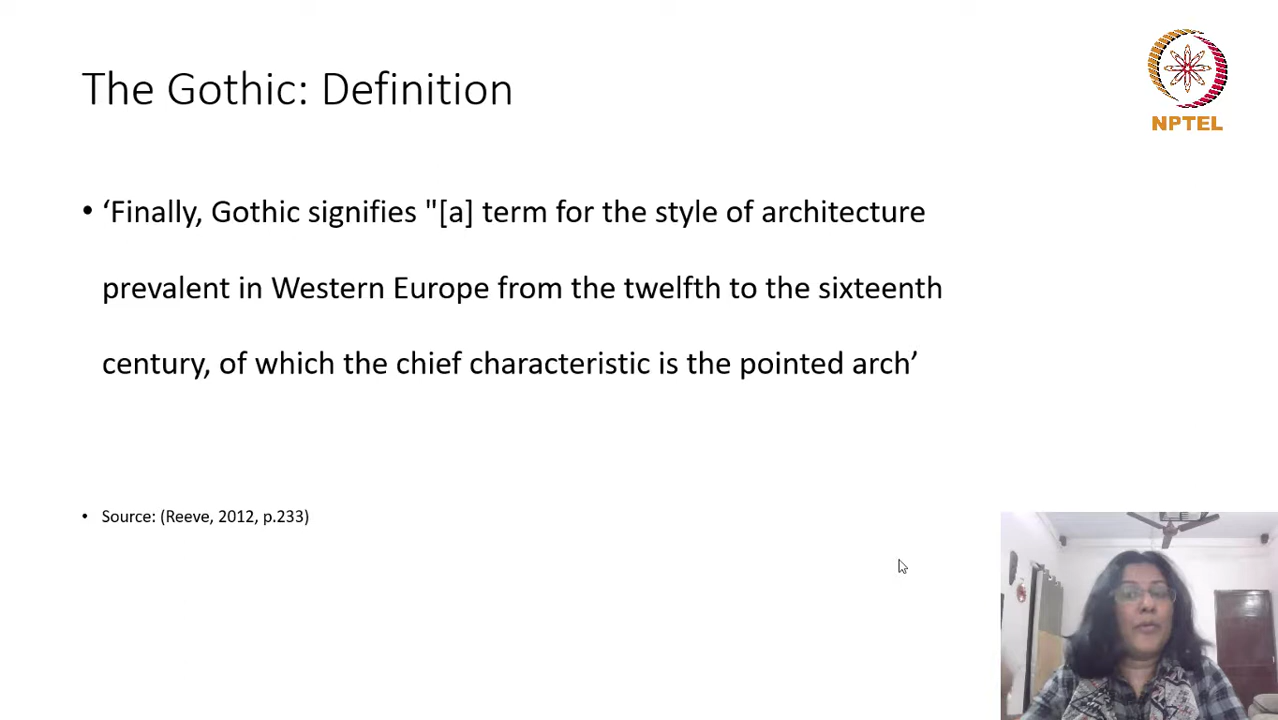 The Gothic: Definition
NPTEL
• ‘Finally, Gothic signifies "[a] term for the style of architecture
prevalent in Western Europe from the twelfth to the sixteenth
century, of which the chief characteristic is the pointed arch’
• Source: (Reeve, 2012, p.233)